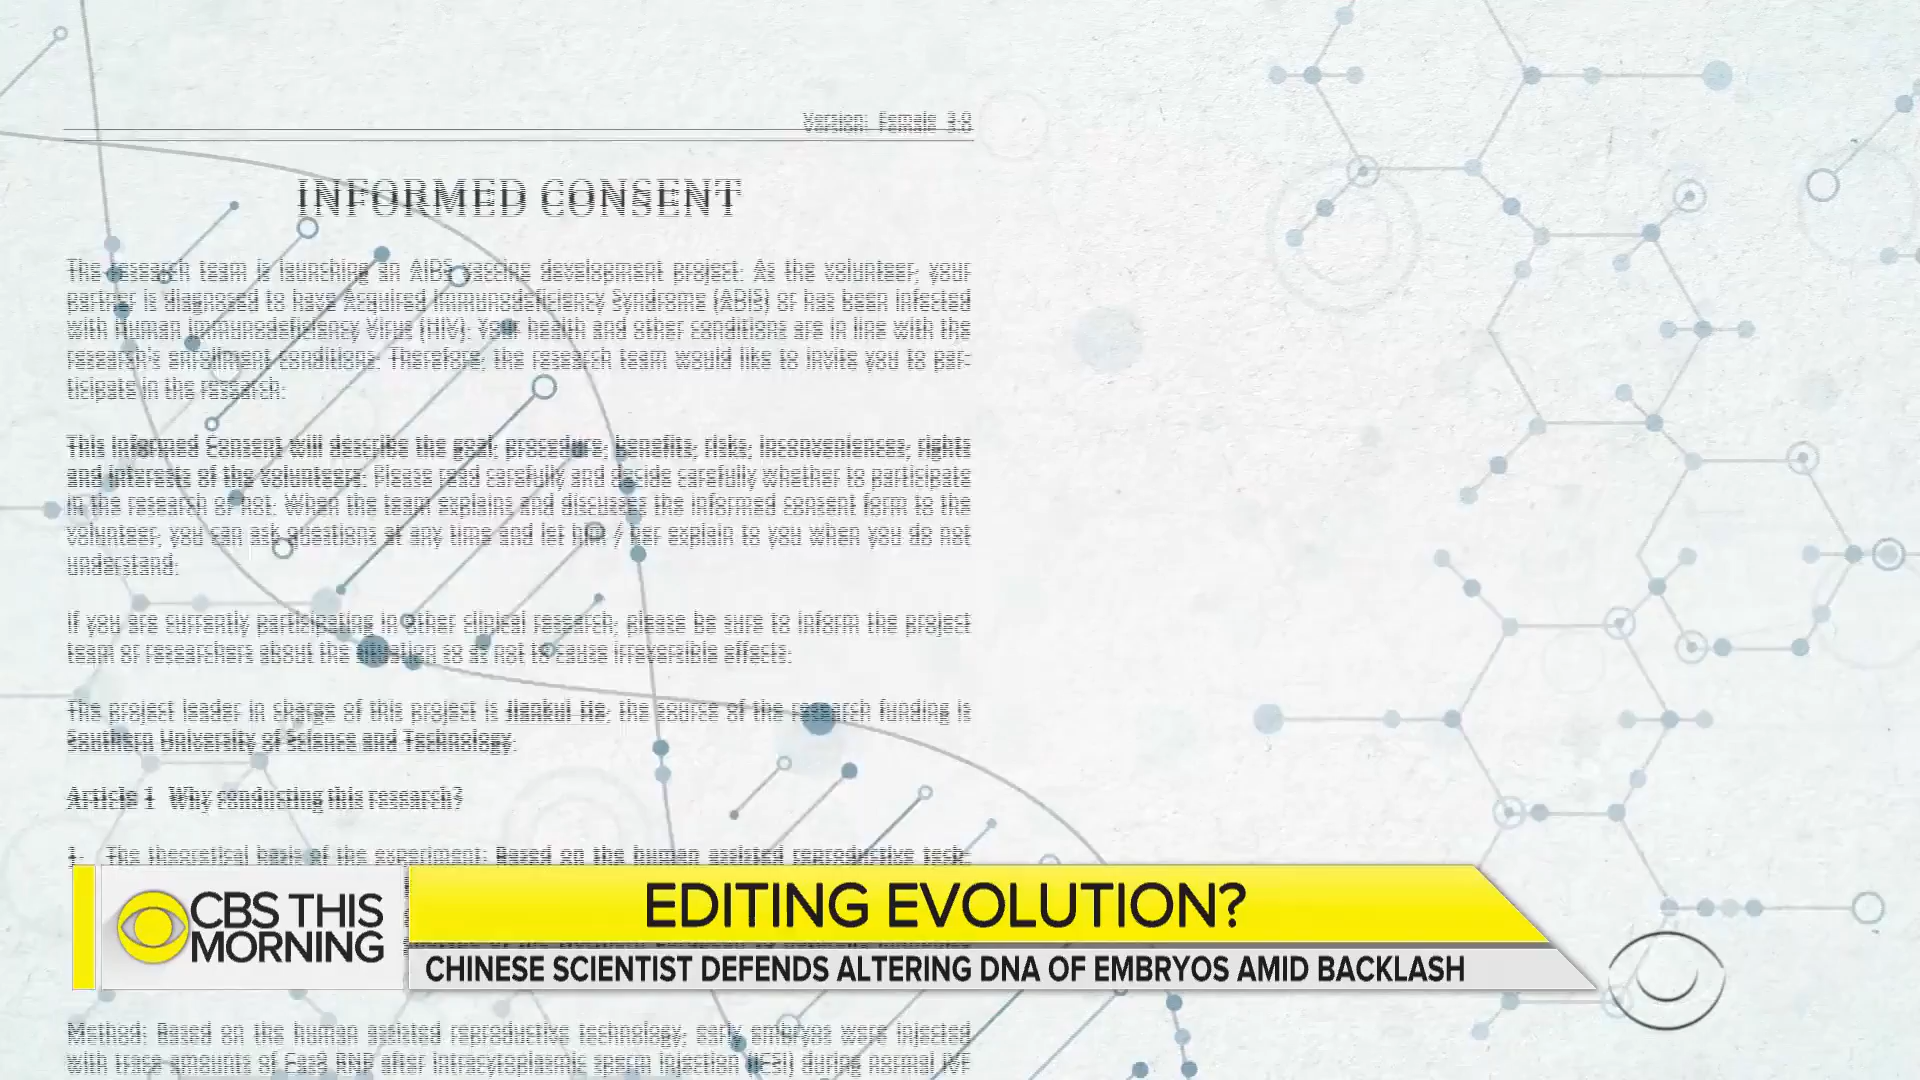 Version: Female 3.0
INFORMED CONSENT
The research team is launching an AIDS vaccine development project. As the volunteer, your
partner is diagnosed to have Acquired Immunodeficiency Syndrome (ABIS) or has been infected
with Human Immunodeficiency Virus (HIV). Your health and other conditions are in line with the
research's enrollment conditions. Therefore, the research team would like to invite you to par-
ticipate in the research.
This Informed Consent will describe the goal, procedure, benefits, risks, inconveniences, rights
and interests of the volunteers. Please read carefully and decide carefully whether to participate
in the research or not. When the team explains and discusses the informed consent form to the
volunteer, you can ask questions at any time and let him / her explain to you when you do not
understand.
If you are currently participating in other clinical research, please be sure to inform the project
team or researchers about the situation so as not to cause irreversible effects.
The project leader in charge of this project is Jiankui He, the source of the research funding is
Southern University of Science and Technology.
Article 1 Why conducting this research?
1. The theoretical basis of the experiment: Based on the human assisted reproductive tech-
CBS THIS
MORNING
EDITING EVOLUTION?
CHINESE SCIENTIST DEFENDS ALTERING DNA OF EMBRYOS AMID BACKLASH
Method: Based on the human assisted reproductive technology, early embryos were injected
with trace amounts of Cas9 RNP after intracytoplasmic sperm injection (ICSI) during normal IVF